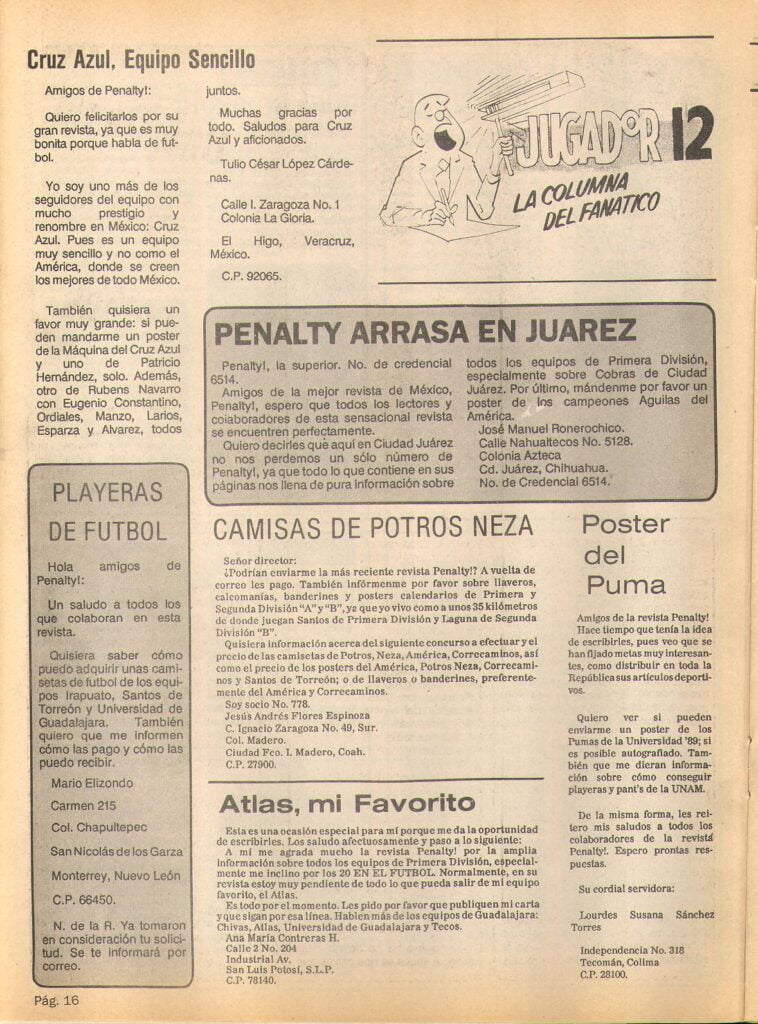 Cruz Azul, Equipo Sencillo
Amigos de Penalty!:
Quiero felicitarlos por su
gran revista, ya que es muy
bonita porque habla de fut-
bol.
Yo soy uno más de los
seguidores del equipo con
mucho prestigio y
renombre en México: Cruz
Azul. Pues es un equipo
muy sencillo y no como el
América, donde se creen
los mejores de todo México.
También quisiera un
favor muy grande: si pue-
den mandarme un poster
de la Máquina del Cruz Azul
y uno de Patricio
Hernández, solo. Además,
otro de Rubens Navarro
con Eugenio Constantino,
Ordiales, Manzo, Larios,
Esparza y Alvarez, todos
juntos.
Muchas gracias por
todo. Saludos para Cruz
Azul y aficionados.
Tulio César López Cárde-
nas.
Calle I. Zaragoza No. 1
Colonia La Gloria.
El Higo, Veracruz,
México.
C.P. 92065.
JUGADOR 12
LA COLUMNA
DEL FANATICO
PENALTY ARRASA EN JUAREZ
Penalty!, la superior. No. de credencial
6514.
Amigos de la mejor revista de México,
Penalty!, espero que todos los lectores y
colaboradores de esta sensacional revista
se encuentren perfectamente.
Quiero decirles que aquí en Ciudad Juárez
no nos perdemos un sólo número de
Penalty!, ya que todo lo que contiene en sus
páginas nos llena de pura información sobre
todos los equipos de Primera División,
especialmente sobre Cobras de Ciudad
Juárez. Por último, mándenme por favor un
poster de los campeones Aguilas del
América.
José Manuel Ronerochico.
Calle Nahualtecos No. 5128.
Colonia Azteca
Cd. Juárez, Chihuahua.
No. de Credencial 6514.
PLAYERAS
DE FUTBOL
Hola amigos de
Penalty!:
Un saludo a todos los
que colaboran en esta
revista.
Quisiera saber cómo
puedo adquirir unas cami-
setas de futbol de los equi-
pos Irapuato, Santos de
Torreón y Universidad de
Guadalajara. También
quiero que me informen
cómo las pago y cómo las
puedo recibir.
Mario Elizondo
Carmen 215
Col. Chapultepec
San Nicolás de los Garza
Monterrey, Nuevo León
C.P. 66450.
N. de la R. Ya tomaron
en consideración tu solici-
tud. Se te informará por
correo.
CAMISAS DE POTROS NEZA
Señor director:
¿Podrían enviarme la más reciente revista Penalty!? A vuelta de
correo les pago. También infórmenme por favor sobre llaveros,
calcomanías, banderines y posters calendarios de Primera y
Segunda División "A" y "B", ya que yo vivo como a unos 35 kilómetros
de donde juegan Santos de Primera División y Laguna de Segunda
División "B".
Quisiera información acerca del siguiente concurso a efectuar y el
precio de las camisetas de Potros, Neza, América, Correcaminos, así
como el precio de los posters del América, Potros Neza, Correcami-
nos y Santos de Torreón; o de llaveros o banderines, preferente-
mente del América y Correcaminos.
Soy socio No. 778.
Jesús Andrés Flores Espinoza
C. Ignacio Zaragoza No. 49, Sur.
Col. Madero.
Ciudad Fco. I. Madero, Coah.
C.P. 27900.
Atlas, mi Favorito
Esta es una ocasión especial para mí porque me da la oportunidad
de escribirles. Los saludo afectuosamente y paso a lo siguiente:
A mí me agrada mucho la revista Penalty! por la amplia
información sobre todos los equipos de Primera División, especial-
mente me inclino por los 20 EN EL FUTBOL. Normalmente, en su
revista estoy muy pendiente de todo lo que pueda salir de mi equipo
favorito, el Atlas.
Es todo por el momento. Les pido por favor que publiquen mi carta
y que sigan por esa línea. Hablen más de los equipos de Guadalajara:
Chivas, Atlas, Universidad de Guadalajara y Tecos.
Ana María Contreras H.
Calle 2 No. 204
Industrial Av.
San Luis Potosí, S.L.P.
C.P. 78140.
Poster
del
Puma
Amigos de la revista Penalty!
Hace tiempo que tenía la idea
de escribirles, pues veo que se
han fijado metas muy interesan-
tes, como distribuir en toda la
República sus artículos deporti-
vos.
Quiero ver si pueden
enviarme un poster de los
Pumas de la Universidad '89; si
es posible autografiado. Tam-
bién que me dieran informa-
ción sobre cómo conseguir
playeras y pant's de la UNAM.
De la misma forma, les rei-
tero mis saludos a todos los
colaboradores de la revista
Penalty!. Espero prontas res-
puestas.
Su cordial servidora:
Lourdes Susana Sánchez
Torres
Independencia No. 318
Tecomán, Colima
C.P. 28100.
Pág. 16